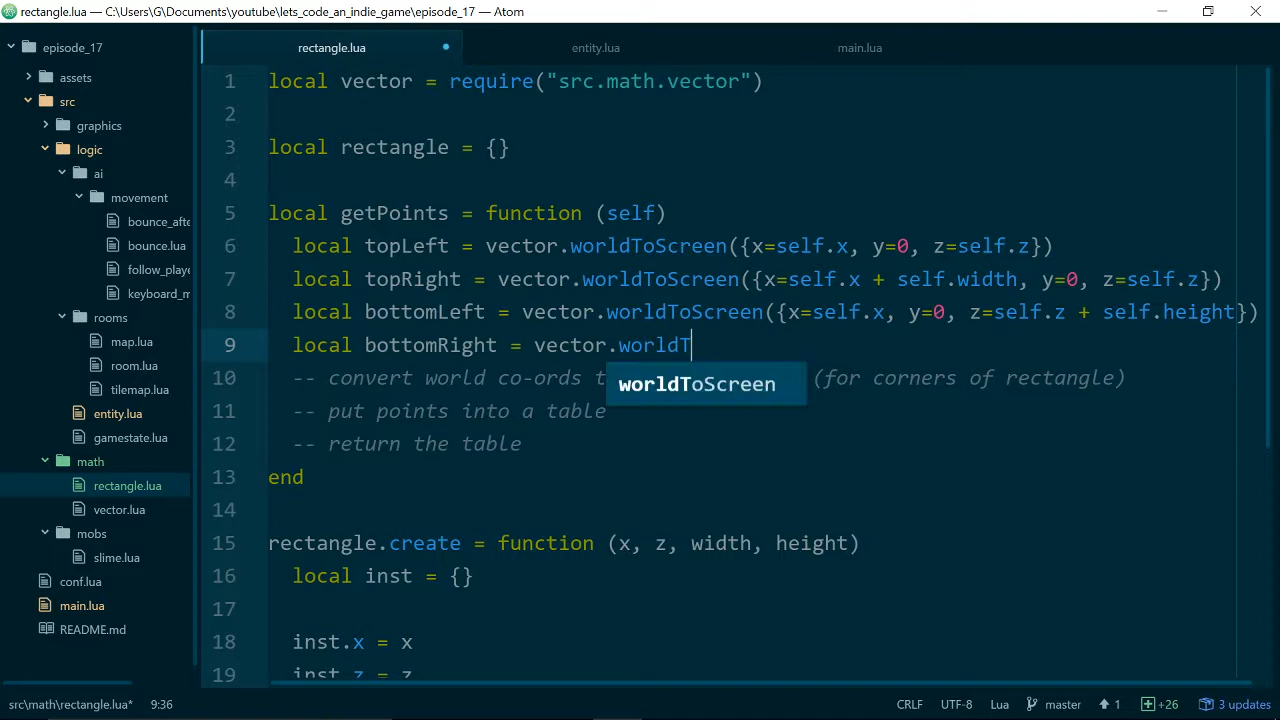 rectangle.lua — C:\Users\G\Documents\youtube\lets_code_an_indie_game\episode_17 — Atom
episode_17
assets
src
graphics
logic
ai
movement
bounce_afte
bounce.lua
follow_playe
keyboard_m
rooms
map.lua
room.lua
tilemap.lua
entity.lua
gamestate.lua
math
rectangle.lua
vector.lua
mobs
slime.lua
conf.lua
main.lua
README.md
rectangle.lua
entity.lua
main.lua
1 local vector = require("src.math.vector")
2
3 local rectangle = {}
4
5 local getPoints = function (self)
6 local topLeft = vector.worldToScreen({x=self.x, y=0, z=self.z})
7 local topRight = vector.worldToScreen({x=self.x + self.width, y=0, z=self.z})
8 local bottomLeft = vector.worldToScreen({x=self.x, y=0, z=self.z + self.height})
9 local bottomRight = vector.worldT
worldToScreen
10 -- convert world co-ords t (for corners of rectangle)
11 -- put points into a table
12 -- return the table
13 end
14
15 rectangle.create = function (x, z, width, height)
16 local inst = {}
17
18 inst.x = x
19 inst.z = z
src\math\rectangle.lua* 9:36
CRLF UTF-8 Lua master 1 +26 3 updates